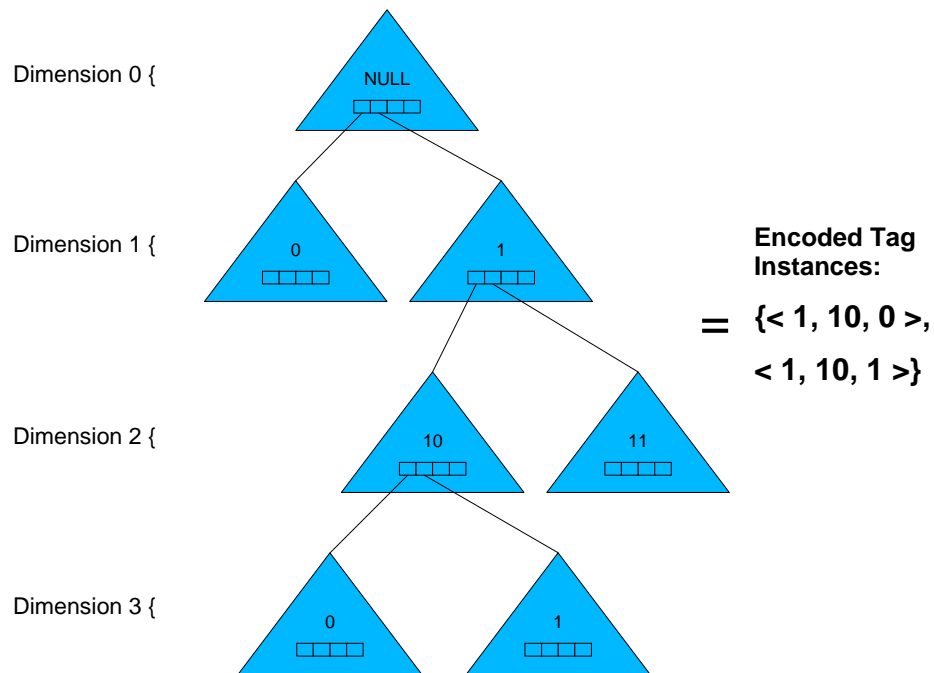 Dimension 0 {
NULL
Dimension 1 {
0
1
Encoded Tag
Instances:
=
{< 1, 10, 0 >,
< 1, 10, 1 >}
Dimension 2 {
10
11
Dimension 3 {
0
1